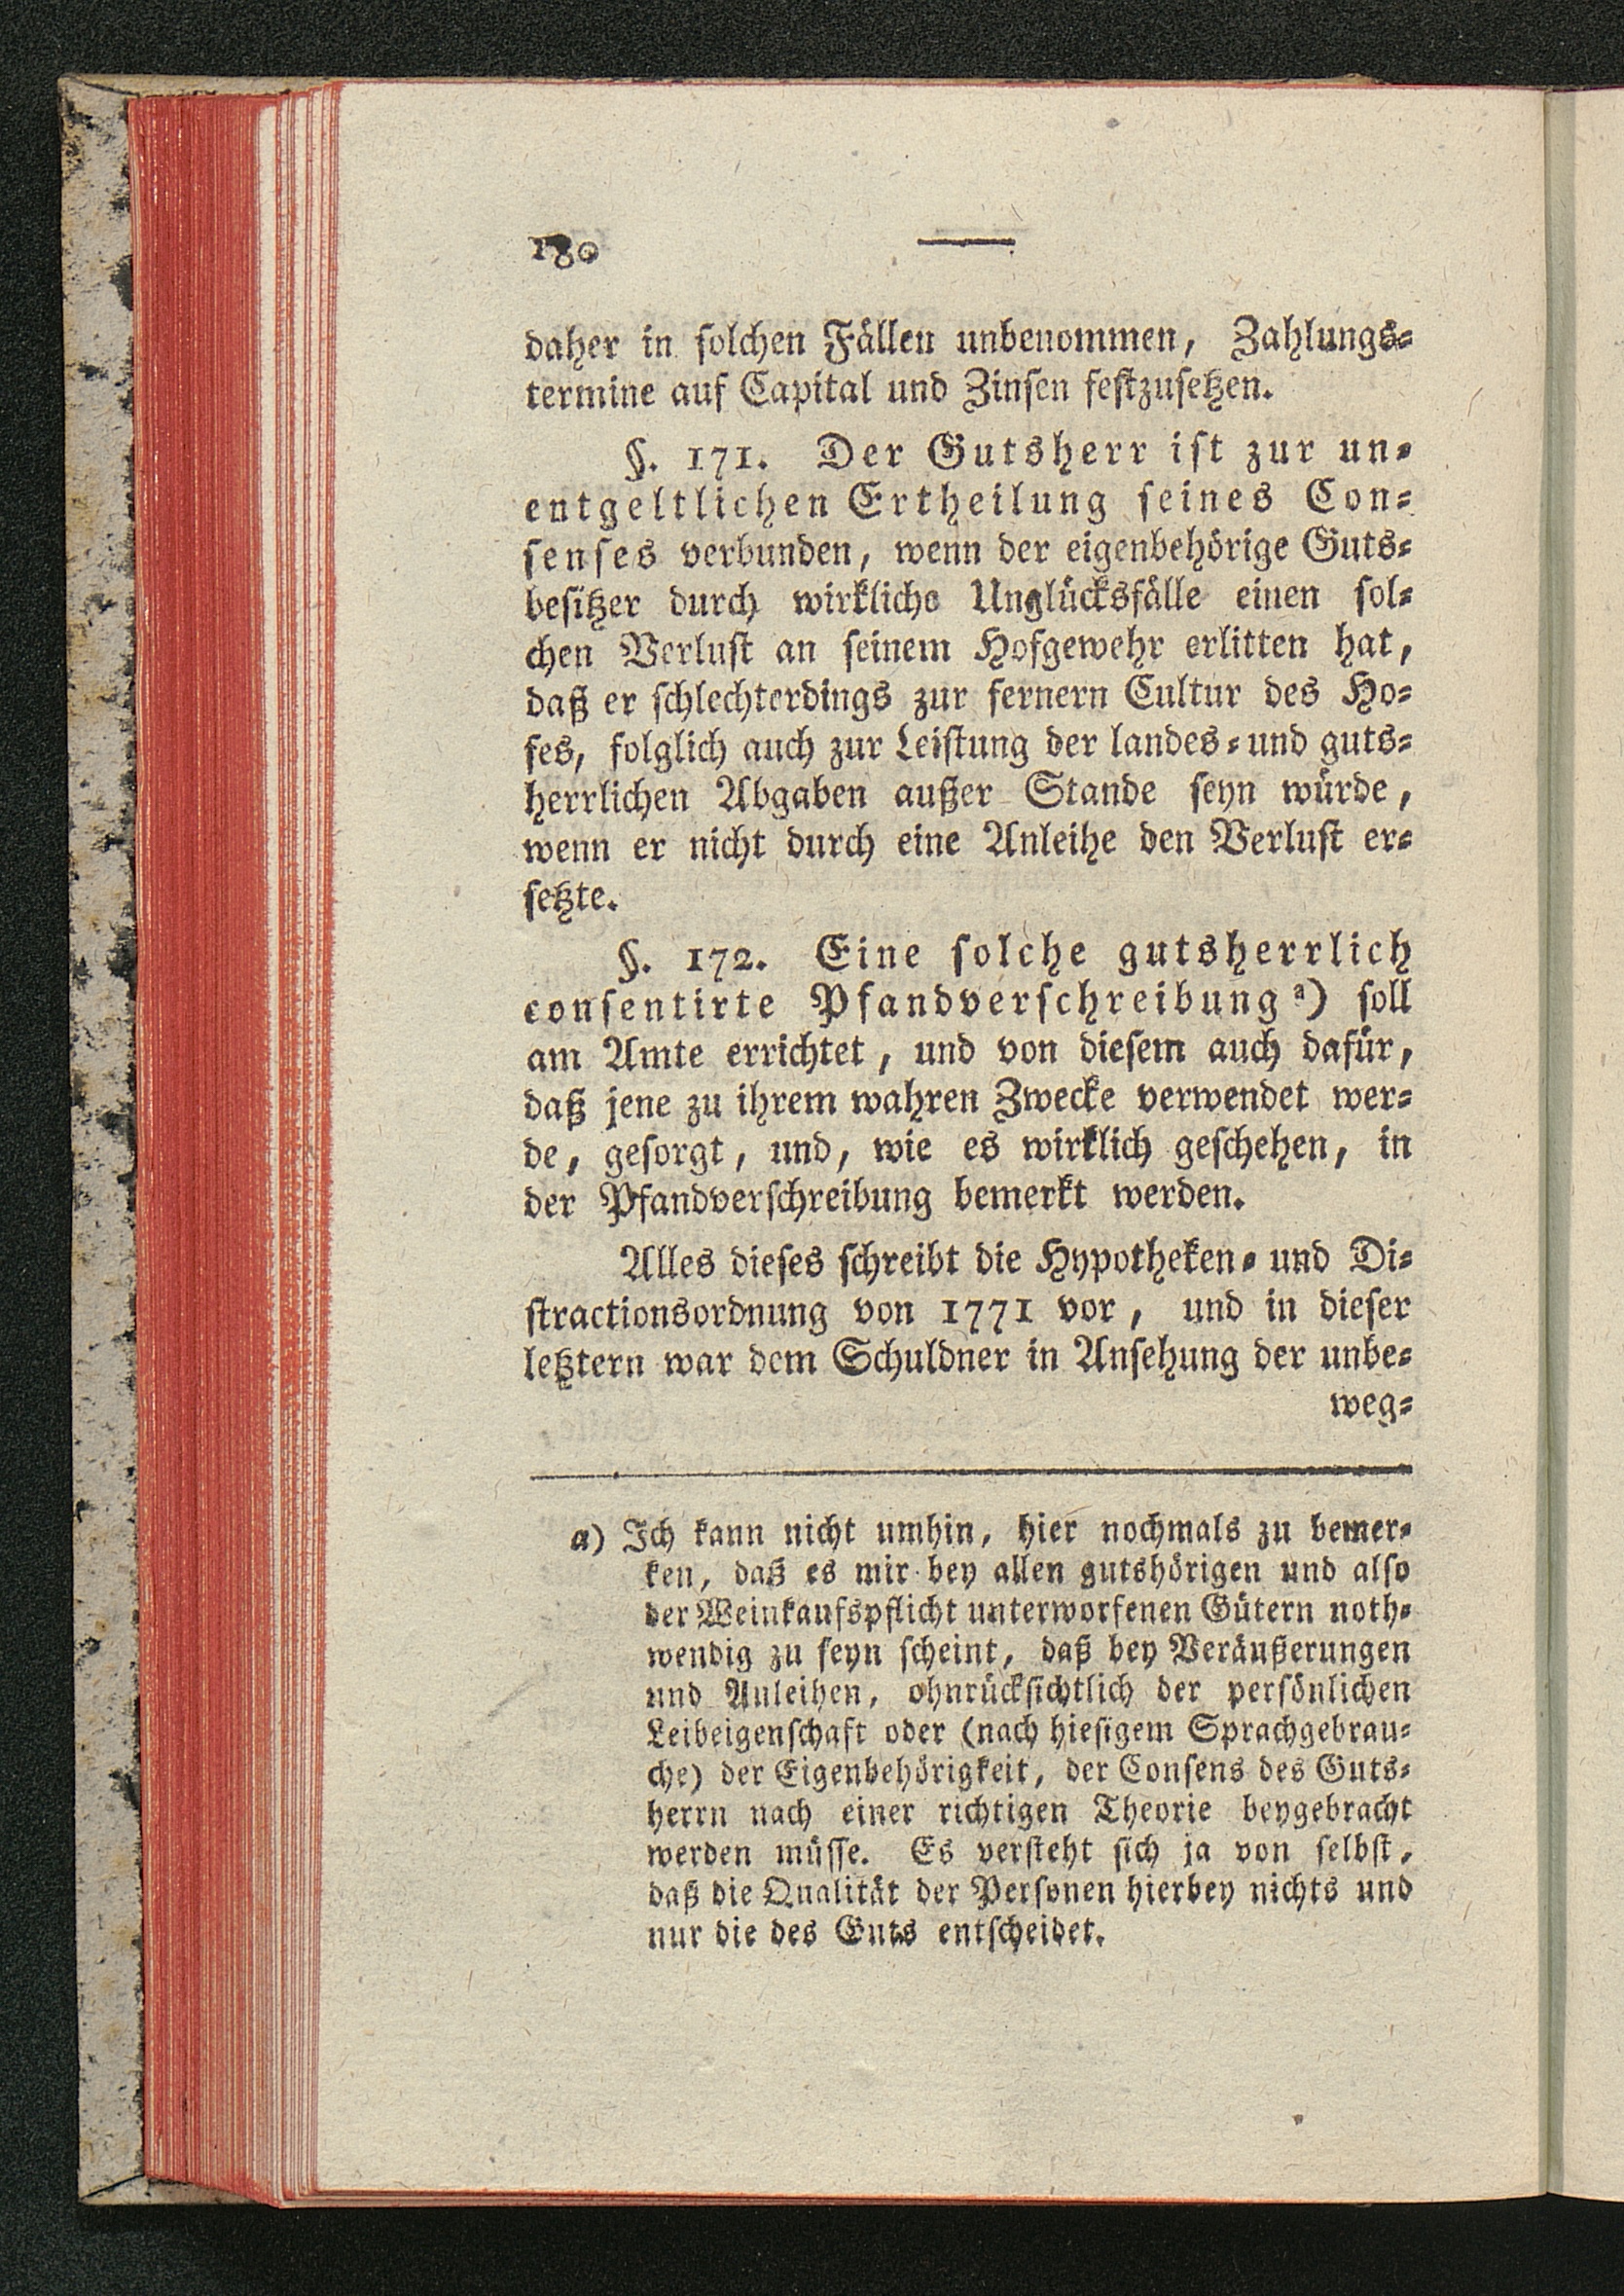 180
daher in solchen Fällen unbenommen, Zahlungs-
termine auf Capital und Zinsen festzusetzen.
§. 171. Der Gutsherr ist zur un-
entgeltlichen Ertheilung seines Con-
senses verbunden, wenn der eigenbehörige Guts-
besitzer durch wirkliche Unglücksfälle einen sol-
chen Verlust an seinem Hofgewehr erlitten hat,
daß er schlechterdings zur fernern Cultur des Ho-
fes, folglich auch zur Leistung der landes- und guts-
herrlichen Abgaben außer Stande seyn würde,
wenn er nicht durch eine Anleihe den Verlust er-
setzte.
§. 172. Eine solche gutsherrlich
consentirte Pfandverschreibung a) soll
am Amte errichtet, und von diesem auch dafür,
daß jene zu ihrem wahren Zwecke verwendet wer-
de, gesorgt, und, wie es wirklich geschehen, in
der Pfandverschreibung bemerkt werden.
Alles dieses schreibt die Hypotheken- und Di-
stractionsordnung von 1771 vor, und in dieser
letztern war dem Schuldner in Ansehung der unbe-
weg-
a) Ich kann nicht umhin, hier nochmals zu bemer-
ken, daß es mir bey allen gutshörigen und also
der Weinkaufspflicht unterworfenen Gütern noth-
wendig zu seyn scheint, daß bey Veräußerungen
und Anleihen, ohnrücksichtlich der persönlichen
Leibeigenschaft oder (nach hiesigem Sprachgebrau-
che) der Eigenbehörigkeit, der Consens des Guts-
herrn nach einer richtigen Theorie beygebracht
werden müsse. Es versteht sich ja von selbst,
daß die Qualität der Personen hierbey nichts und
nur die des Guts entscheidet.